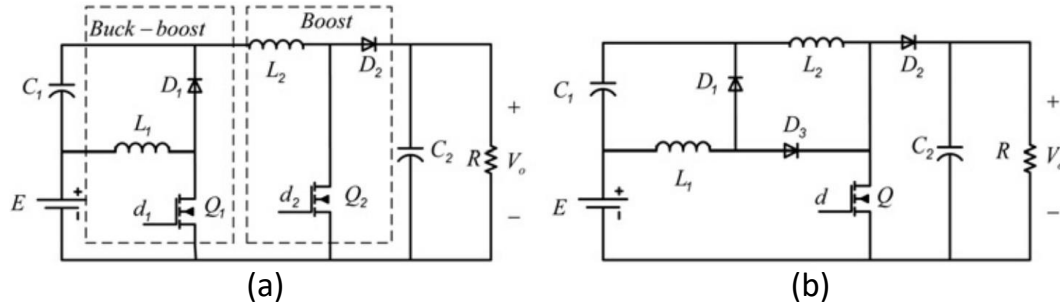 Buck-boost
Boost
L2
D2
C1
D1
L1
C2
R
Vo
+
−
E
+
-
d1
Q1
d2
Q2
(a)
L2
D2
C1
D1
D3
L1
C2
R
Vo
+
−
E
+
-
d
Q
(b)